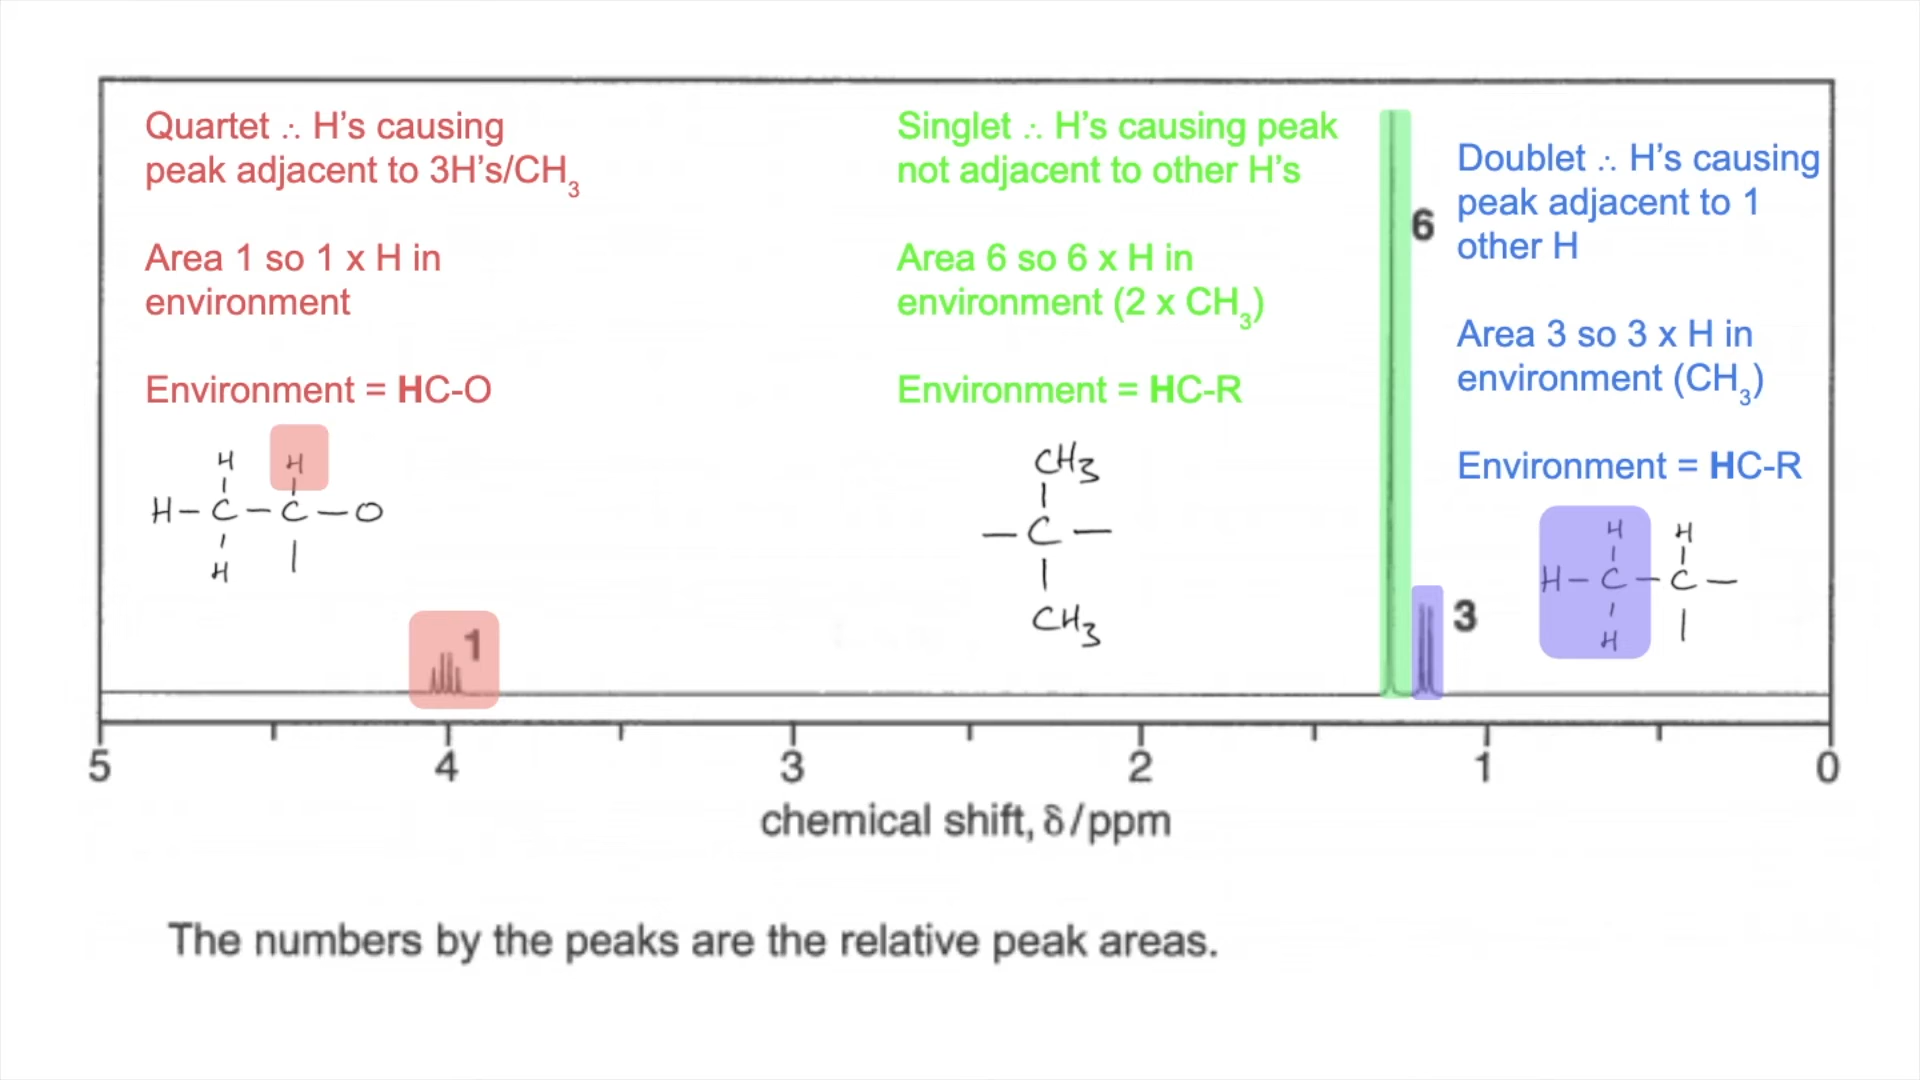 Quartet ∴ H's causing
peak adjacent to 3H's/CH₃
Area 1 so 1 x H in
environment
Environment = HC-O
H H
H-C-C-O
H
1
Singlet ∴ H's causing peak
not adjacent to other H's
Area 6 so 6 x H in
environment (2 x CH₃)
Environment = HC-R
CH₃
-C-
CH₃
6
Doublet ∴ H's causing
peak adjacent to 1
other H
Area 3 so 3 x H in
environment (CH₃)
Environment = HC-R
H H
H-C-C-
H
3
5 4 3 2 1 0
chemical shift, δ/ppm
The numbers by the peaks are the relative peak areas.